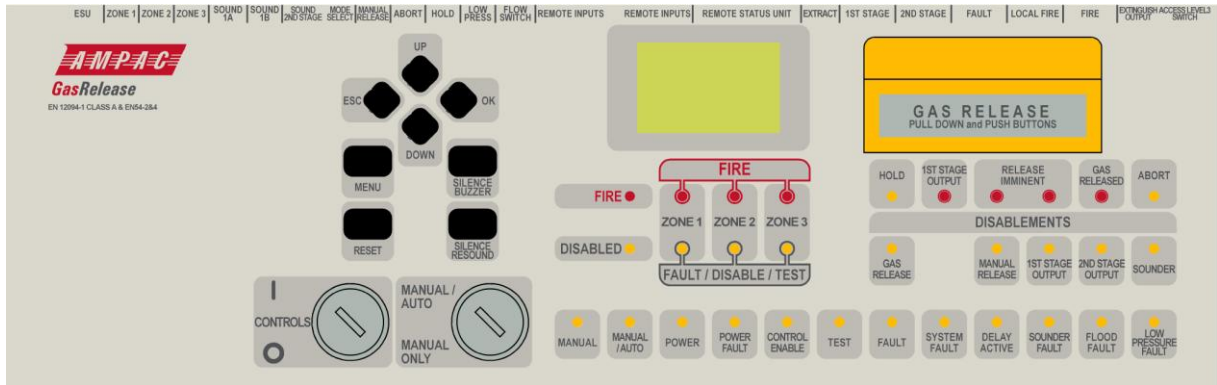 ESU
ZONE 1
ZONE 2
ZONE 3
SOUND
1A
SOUND
1B
SOUND
2ND STAGE
MODE
SELECT
MANUAL
RELEASE
ABORT
HOLD
LOW
PRESS
FLOW
SWITCH
REMOTE INPUTS
REMOTE INPUTS
REMOTE STATUS UNIT
EXTRACT
1ST STAGE
2ND STAGE
FAULT
LOCAL FIRE
FIRE
EXTINGUISH
OUTPUT
ACCESS LEVEL3
SWITCH
AMPAC
GasRelease
EN 12094-1 CLASS A & EN54-2&4
UP
ESC
OK
DOWN
MENU
SILENCE
BUZZER
RESET
SILENCE
RESOUND
I
CONTROLS
O
MANUAL /
AUTO
MANUAL
ONLY
FIRE
FIRE
ZONE 1
ZONE 2
ZONE 3
DISABLED
FAULT / DISABLE / TEST
GAS RELEASE
PULL DOWN and PUSH BUTTONS
HOLD
1ST STAGE
OUTPUT
RELEASE
IMMINENT
GAS
RELEASED
ABORT
DISABLEMENTS
GAS
RELEASE
MANUAL
RELEASE
1ST STAGE
OUTPUT
2ND STAGE
OUTPUT
SOUNDER
MANUAL
MANUAL
/AUTO
POWER
POWER
FAULT
CONTROL
ENABLE
TEST
FAULT
SYSTEM
FAULT
DELAY
ACTIVE
SOUNDER
FAULT
FLOOD
FAULT
LOW
PRESSURE
FAULT